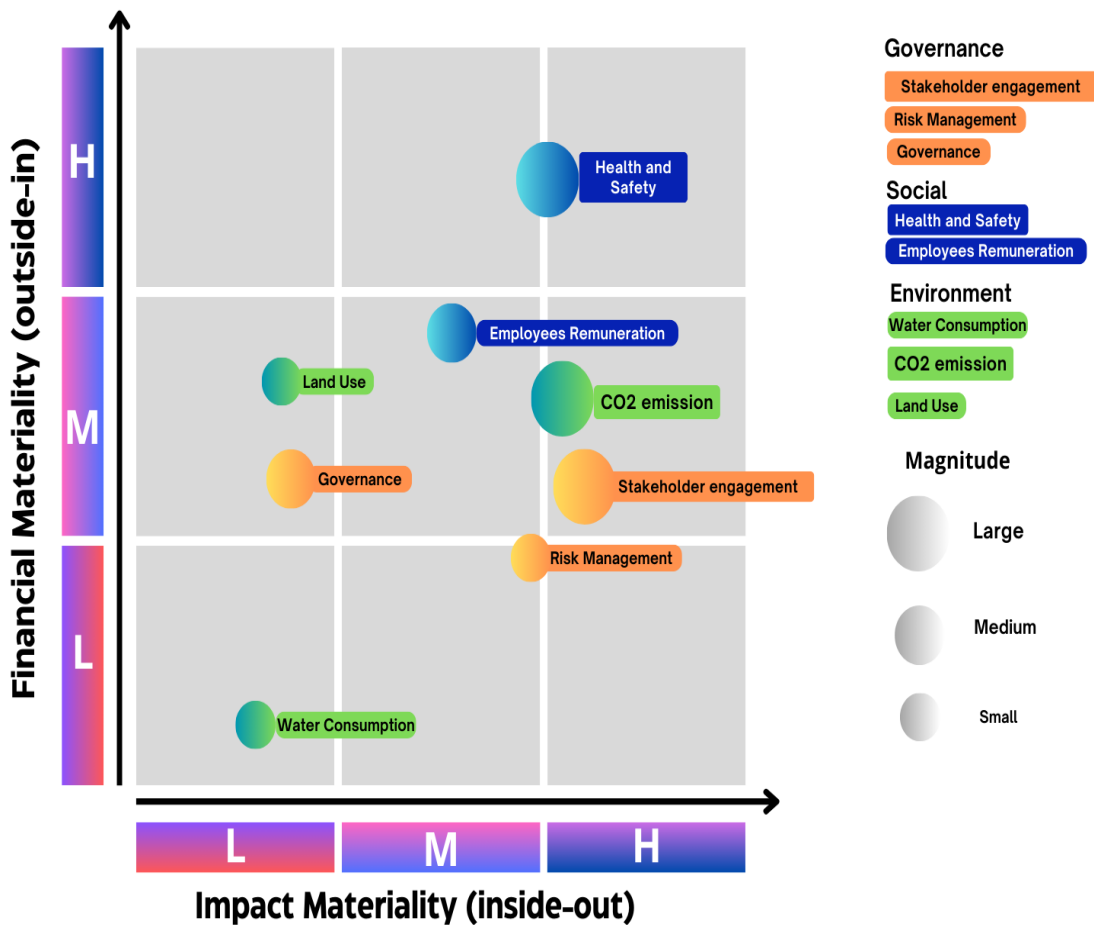 Financial Materiality (outside-in)
H
M
L
Health and
Safety
Employees Remuneration
Land Use
CO2 emission
Governance
Stakeholder engagement
Risk Management
Water Consumption
L
M
H
Impact Materiality (inside-out)
Governance
Stakeholder engagement
Risk Management
Governance
Social
Health and Safety
Employees Remuneration
Environment
Water Consumption
CO2 emission
Land Use
Magnitude
Large
Medium
Small